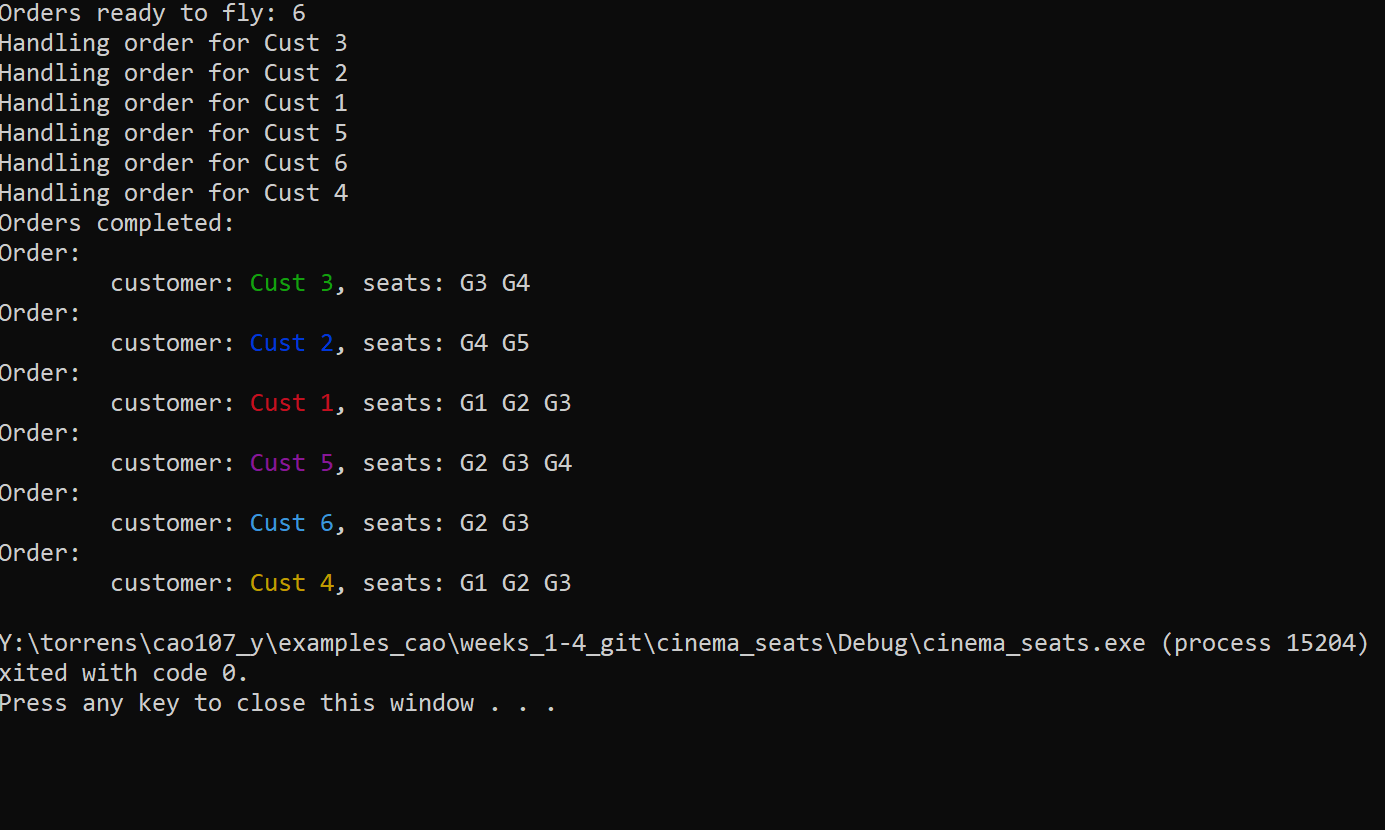 Orders ready to fly: 6
Handling order for Cust 3
Handling order for Cust 2
Handling order for Cust 1
Handling order for Cust 5
Handling order for Cust 6
Handling order for Cust 4
Orders completed:
Order:
        customer: Cust 3, seats: G3 G4
Order:
        customer: Cust 2, seats: G4 G5
Order:
        customer: Cust 1, seats: G1 G2 G3
Order:
        customer: Cust 5, seats: G2 G3 G4
Order:
        customer: Cust 6, seats: G2 G3
Order:
        customer: Cust 4, seats: G1 G2 G3
Y:\torrens\cao107_y\examples_cao\weeks_1-4_git\cinema_seats\Debug\cinema_seats.exe (process 15204)
xited with code 0.
Press any key to close this window . . .